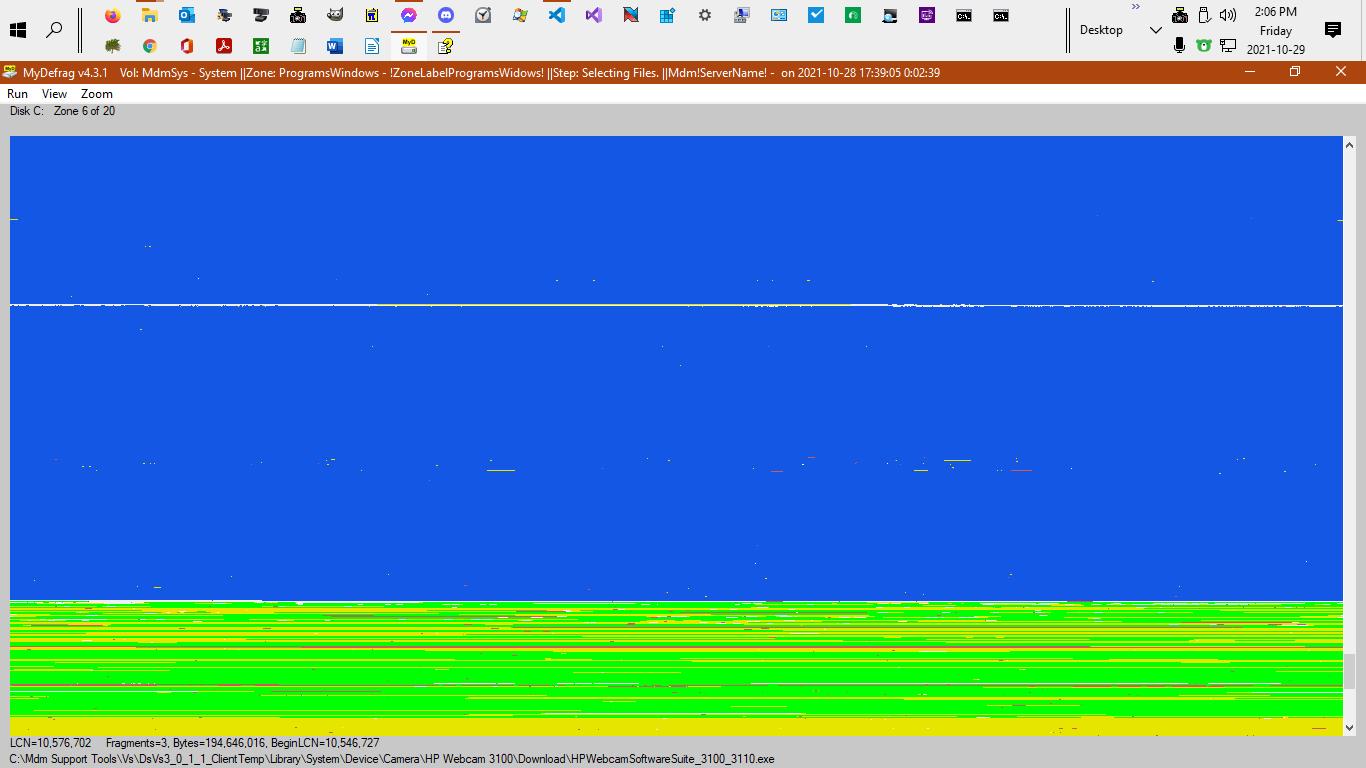 2:06 PM
Desktop
Friday
2021-10-29
MyDefrag v4.3.1 Vol: MdmSys - System ||Zone: ProgramsWindows - !ZoneLabelProgramsWidows! ||Step: Selecting Files. ||Mdm!ServerName! - on 2021-10-28 17:39:05 0:02:39
Run View Zoom
Disk C: Zone 6 of 20
LCN=10,576,702 Fragments=3, Bytes=194,646,016, BeginLCN=10,546,727
C:\Mdm Support Tools\Vs\DsVs3_0_1_1_ClientTemp\Library\System\Device\Camera\HP Webcam 3100\Download\HPWebcamSoftwareSuite_3100_3110.exe